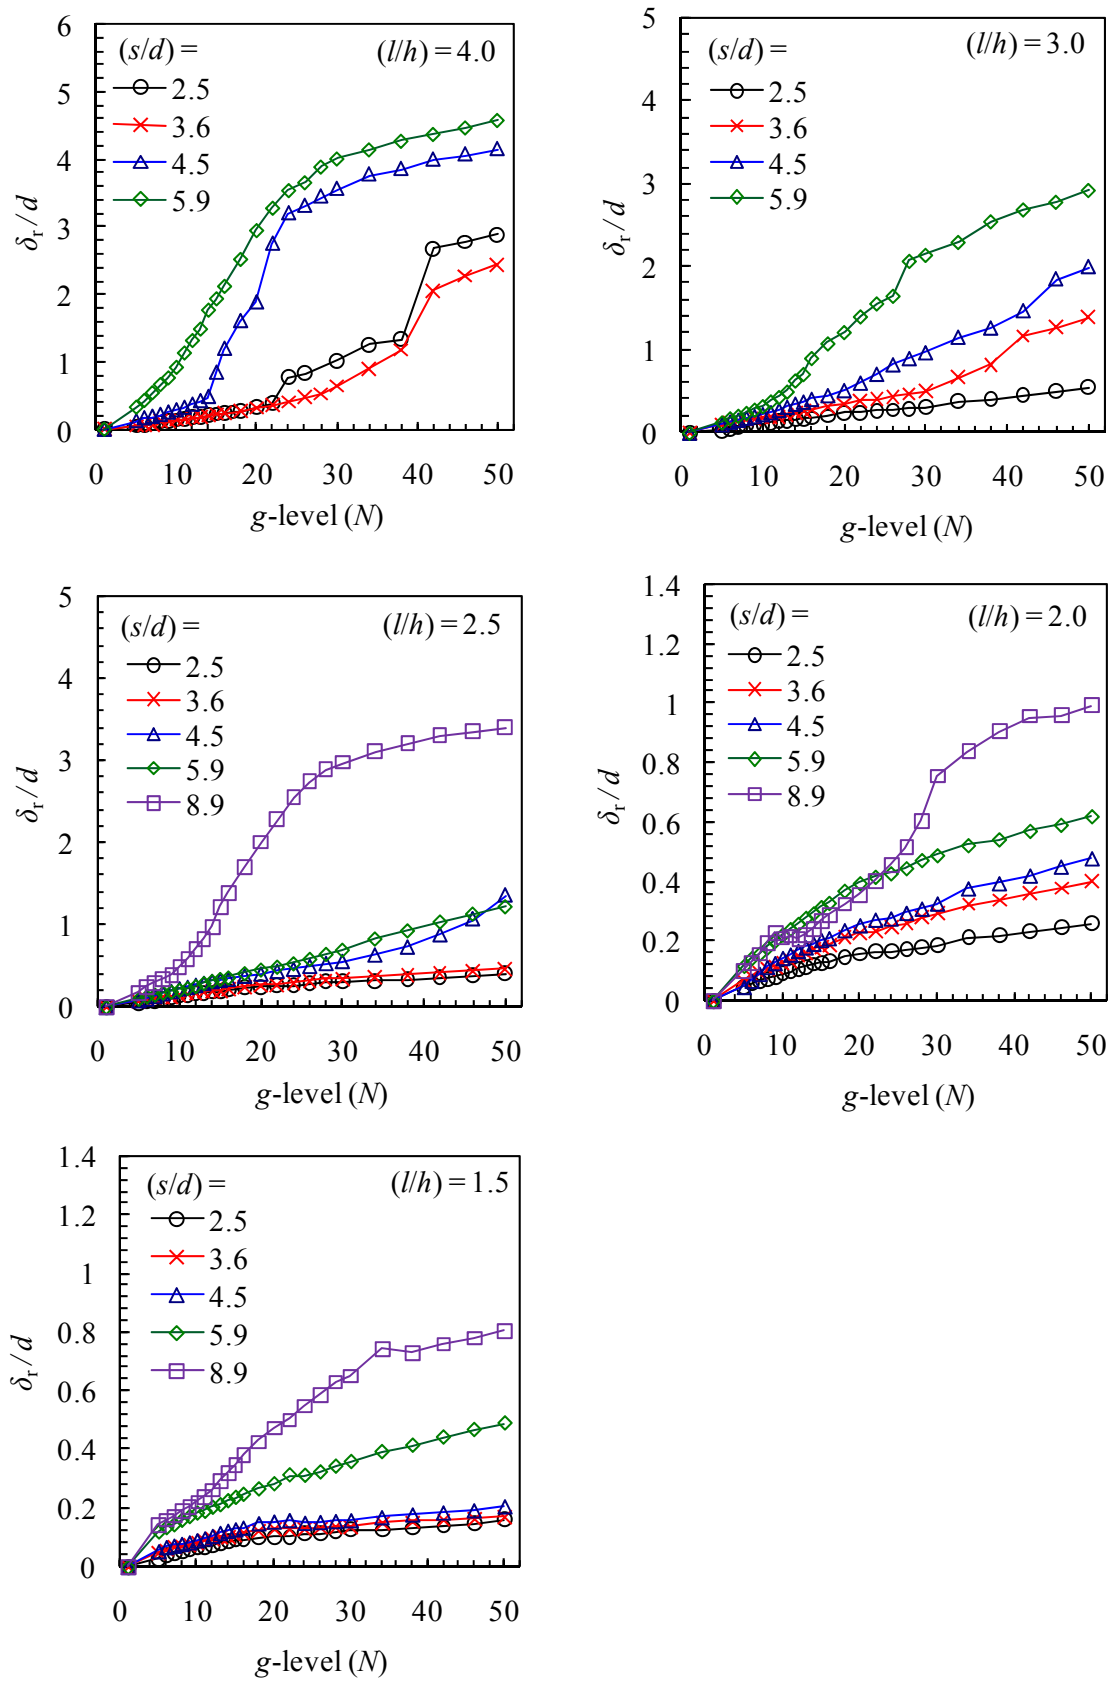 6
5
4
3
2
1
0
δr / d
(s/d) =
(l/h) = 4.0
2.5
3.6
4.5
5.9
0 10 20 30 40 50
g-level (N)
5
4
3
2
1
0
δr / d
(s/d) =
(l/h) = 3.0
2.5
3.6
4.5
5.9
0 10 20 30 40 50
g-level (N)
5
4
3
2
1
0
δr / d
(s/d) =
(l/h) = 2.5
2.5
3.6
4.5
5.9
8.9
0 10 20 30 40 50
g-level (N)
1.4
1.2
1
0.8
0.6
0.4
0.2
0
δr / d
(s/d) =
(l/h) = 2.0
2.5
3.6
4.5
5.9
8.9
0 10 20 30 40 50
g-level (N)
1.4
1.2
1
0.8
0.6
0.4
0.2
0
δr / d
(s/d) =
(l/h) = 1.5
2.5
3.6
4.5
5.9
8.9
0 10 20 30 40 50
g-level (N)